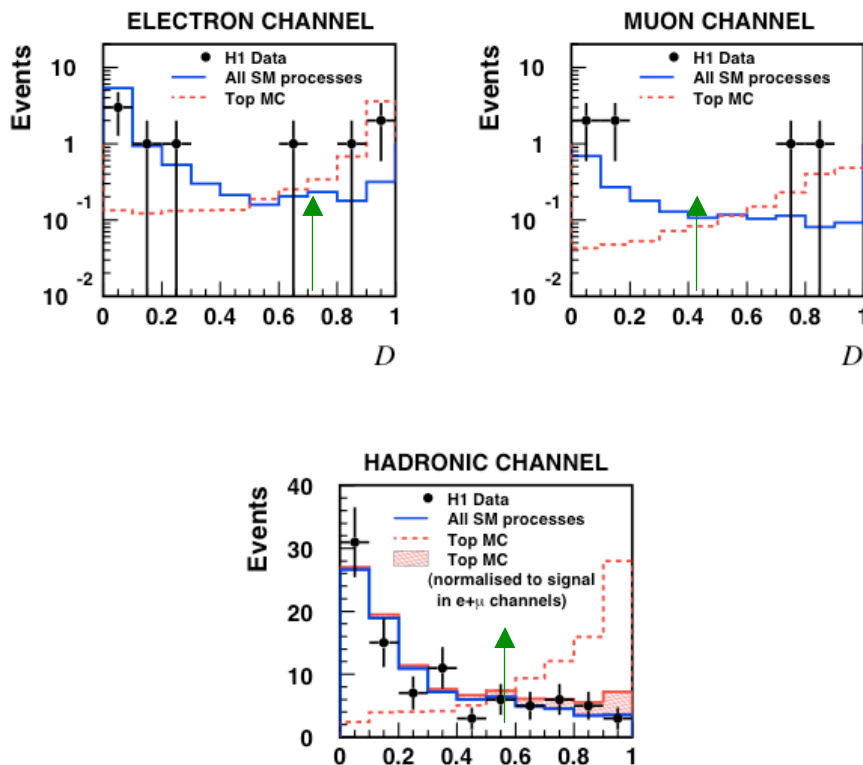 ELECTRON CHANNEL
Events
10
1
10
-1
10
-2
H1 Data
All SM processes
Top MC
0 0.2 0.4 0.6 0.8 1
D
MUON CHANNEL
Events
10
1
10
-1
10
-2
H1 Data
All SM processes
Top MC
0 0.2 0.4 0.6 0.8 1
D
HADRONIC CHANNEL
Events
40
30
20
10
0
H1 Data
All SM processes
Top MC
Top MC
(normalised to signal
in e+μ channels)
0 0.2 0.4 0.6 0.8 1